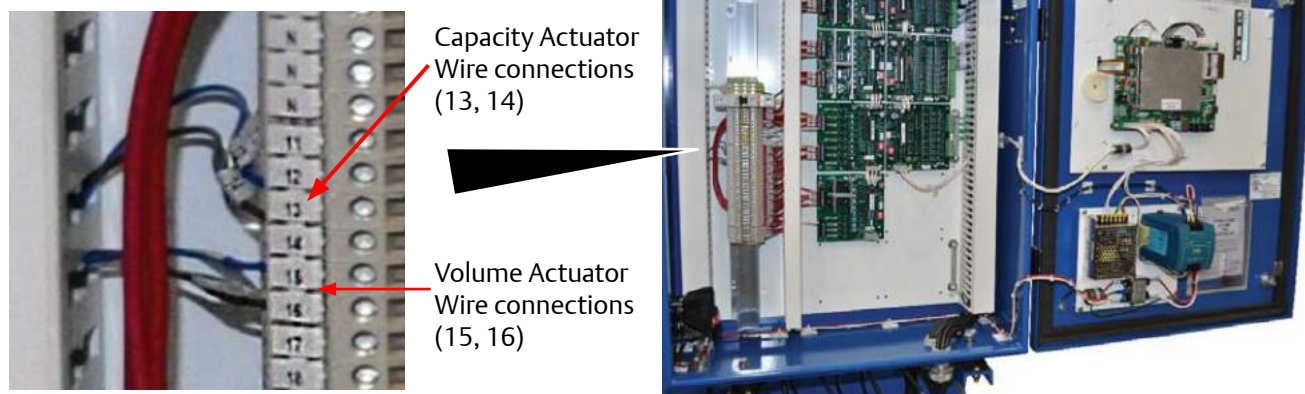 Capacity Actuator
Wire connections
(13, 14)
Volume Actuator
Wire connections
(15, 16)
N
N
N
11
12
13
14
15
16
17
18